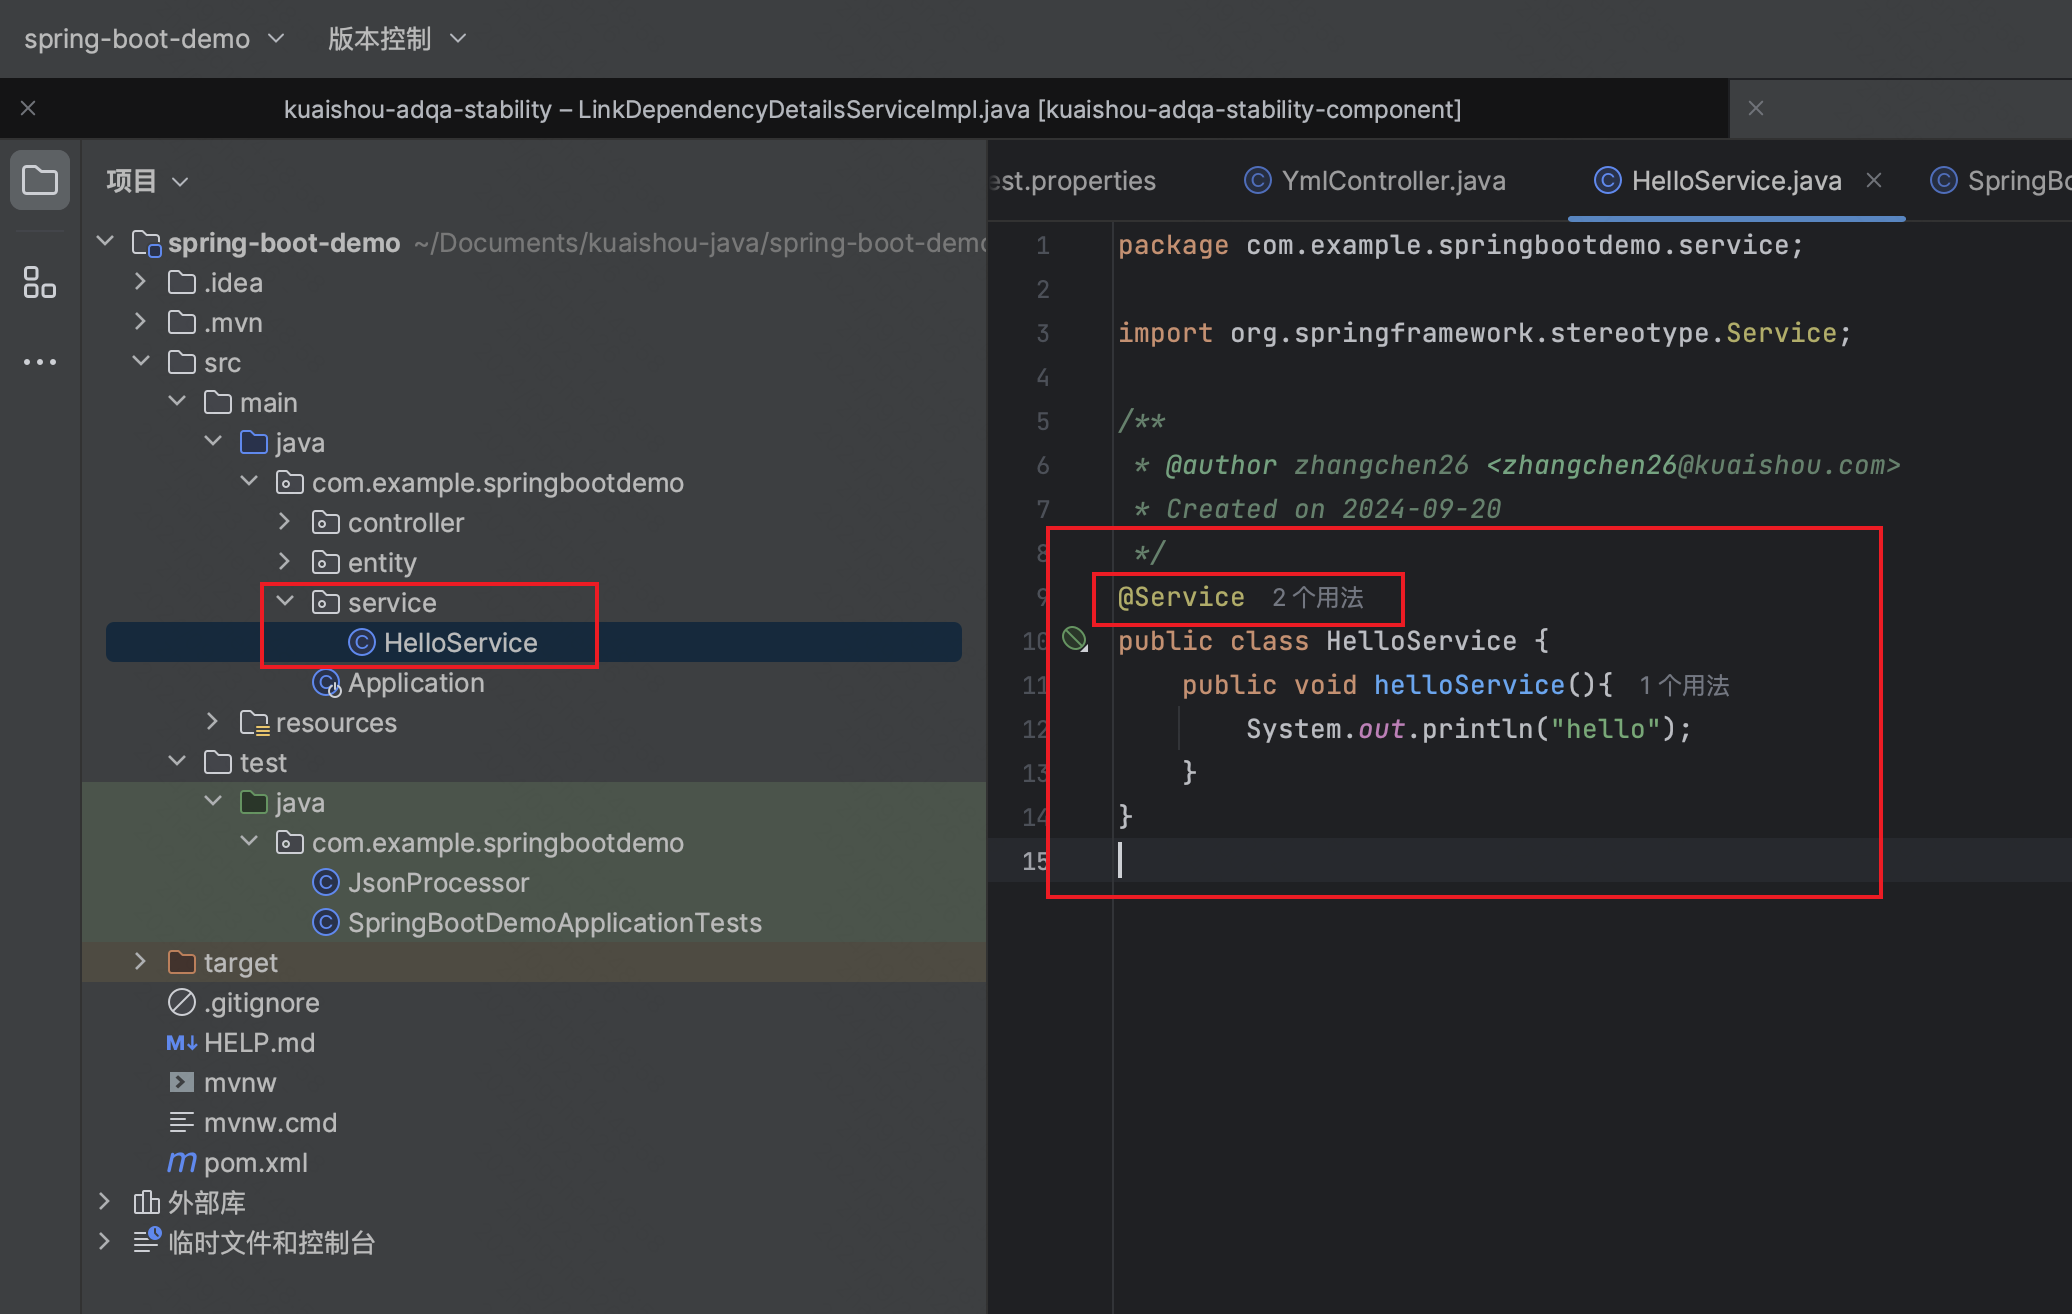 spring-boot-demo 版本控制
kuaishou-adqa-stability – LinkDependencyDetailsServiceImpl.java [kuaishou-adqa-stability-component]
项目
spring-boot-demo ~/Documents/kuaishou-java/spring-boot-demo
.idea
.mvn
src
main
java
com.example.springbootdemo
controller
entity
service
HelloService
Application
resources
test
java
com.example.springbootdemo
JsonProcessor
SpringBootDemoApplicationTests
target
.gitignore
HELP.md
mvnw
mvnw.cmd
pom.xml
外部库
临时文件和控制台
est.properties YmlController.java HelloService.java SpringBo
1 package com.example.springbootdemo.service;
2
3 import org.springframework.stereotype.Service;
4
5 /**
6 * @author zhangchen26 <zhangchen26@kuaishou.com>
7 * Created on 2024-09-20
8 */
9 @Service 2 个用法
10 public class HelloService {
11 public void helloService(){ 1 个用法
12 System.out.println("hello");
13 }
14 }
15